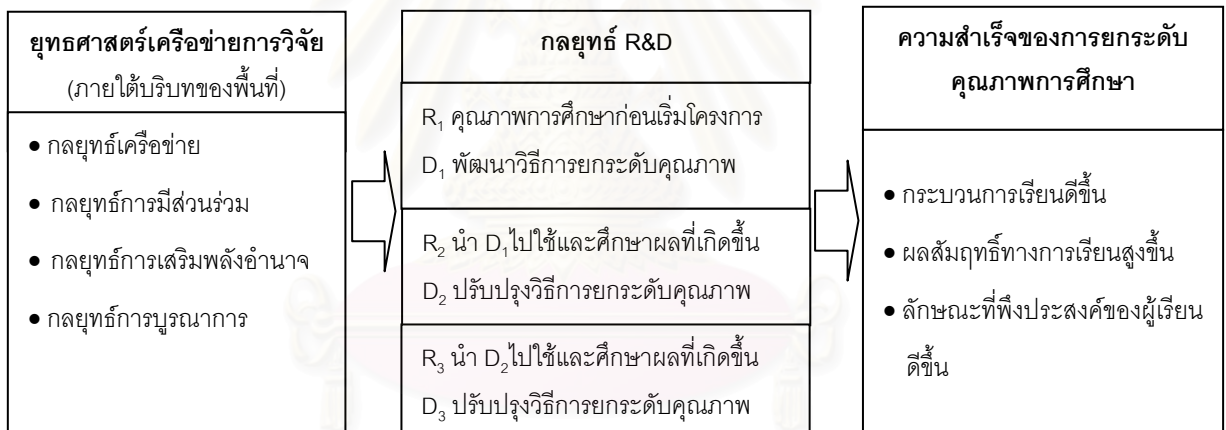 ยุทธศาสตร์เครือข่ายการวิจัย
(ภายใต้บริบทของพื้นที่)
• กลยุทธ์เครือข่าย
• กลยุทธ์การมีส่วนร่วม
• กลยุทธ์การเสริมพลังอำนาจ
• กลยุทธ์การบูรณาการ
กลยุทธ์ R&D
R₁ คุณภาพการศึกษาก่อนเริ่มโครงการ
D₁ พัฒนาวิธีการยกระดับคุณภาพ
R₂ นำ D₁ไปใช้และศึกษาผลที่เกิดขึ้น
D₂ ปรับปรุงวิธีการยกระดับคุณภาพ
R₃ นำ D₂ไปใช้และศึกษาผลที่เกิดขึ้น
D₃ ปรับปรุงวิธีการยกระดับคุณภาพ
ความสำเร็จของการยกระดับ
คุณภาพการศึกษา
• กระบวนการเรียนดีขึ้น
• ผลสัมฤทธิ์ทางการเรียนสูงขึ้น
• ลักษณะที่พึงประสงค์ของผู้เรียน
ดีขึ้น